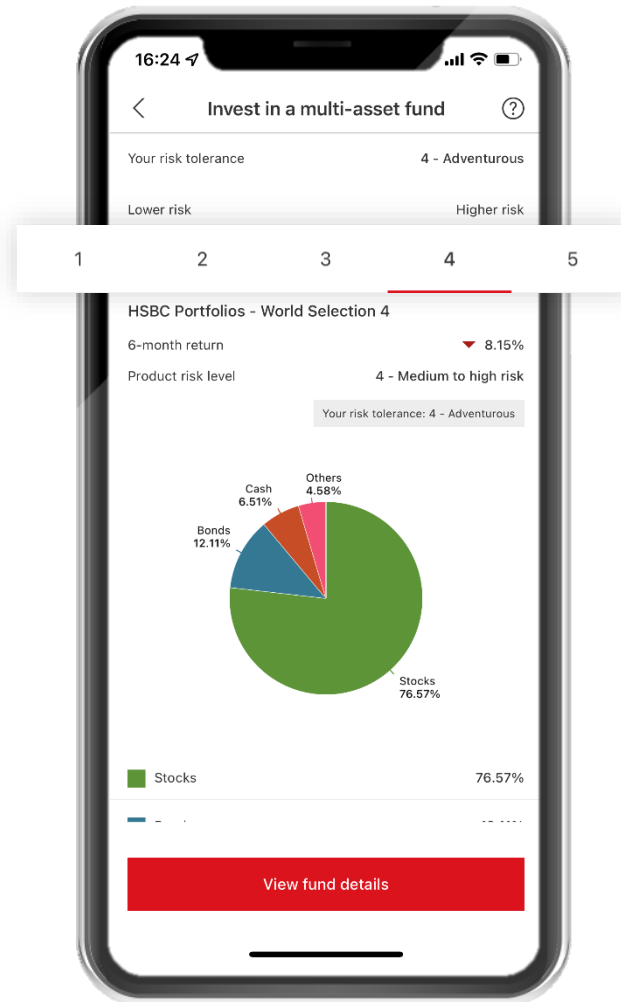 16:24
Invest in a multi-asset fund ?
Your risk tolerance 4 - Adventurous
Lower risk Higher risk
1 2 3 4 5
HSBC Portfolios - World Selection 4
6-month return ▼ 8.15%
Product risk level 4 - Medium to high risk
Your risk tolerance: 4 - Adventurous
Others
4.58%
Cash
6.51%
Bonds
12.11%
Stocks
76.57%
Stocks 76.57%
View fund details